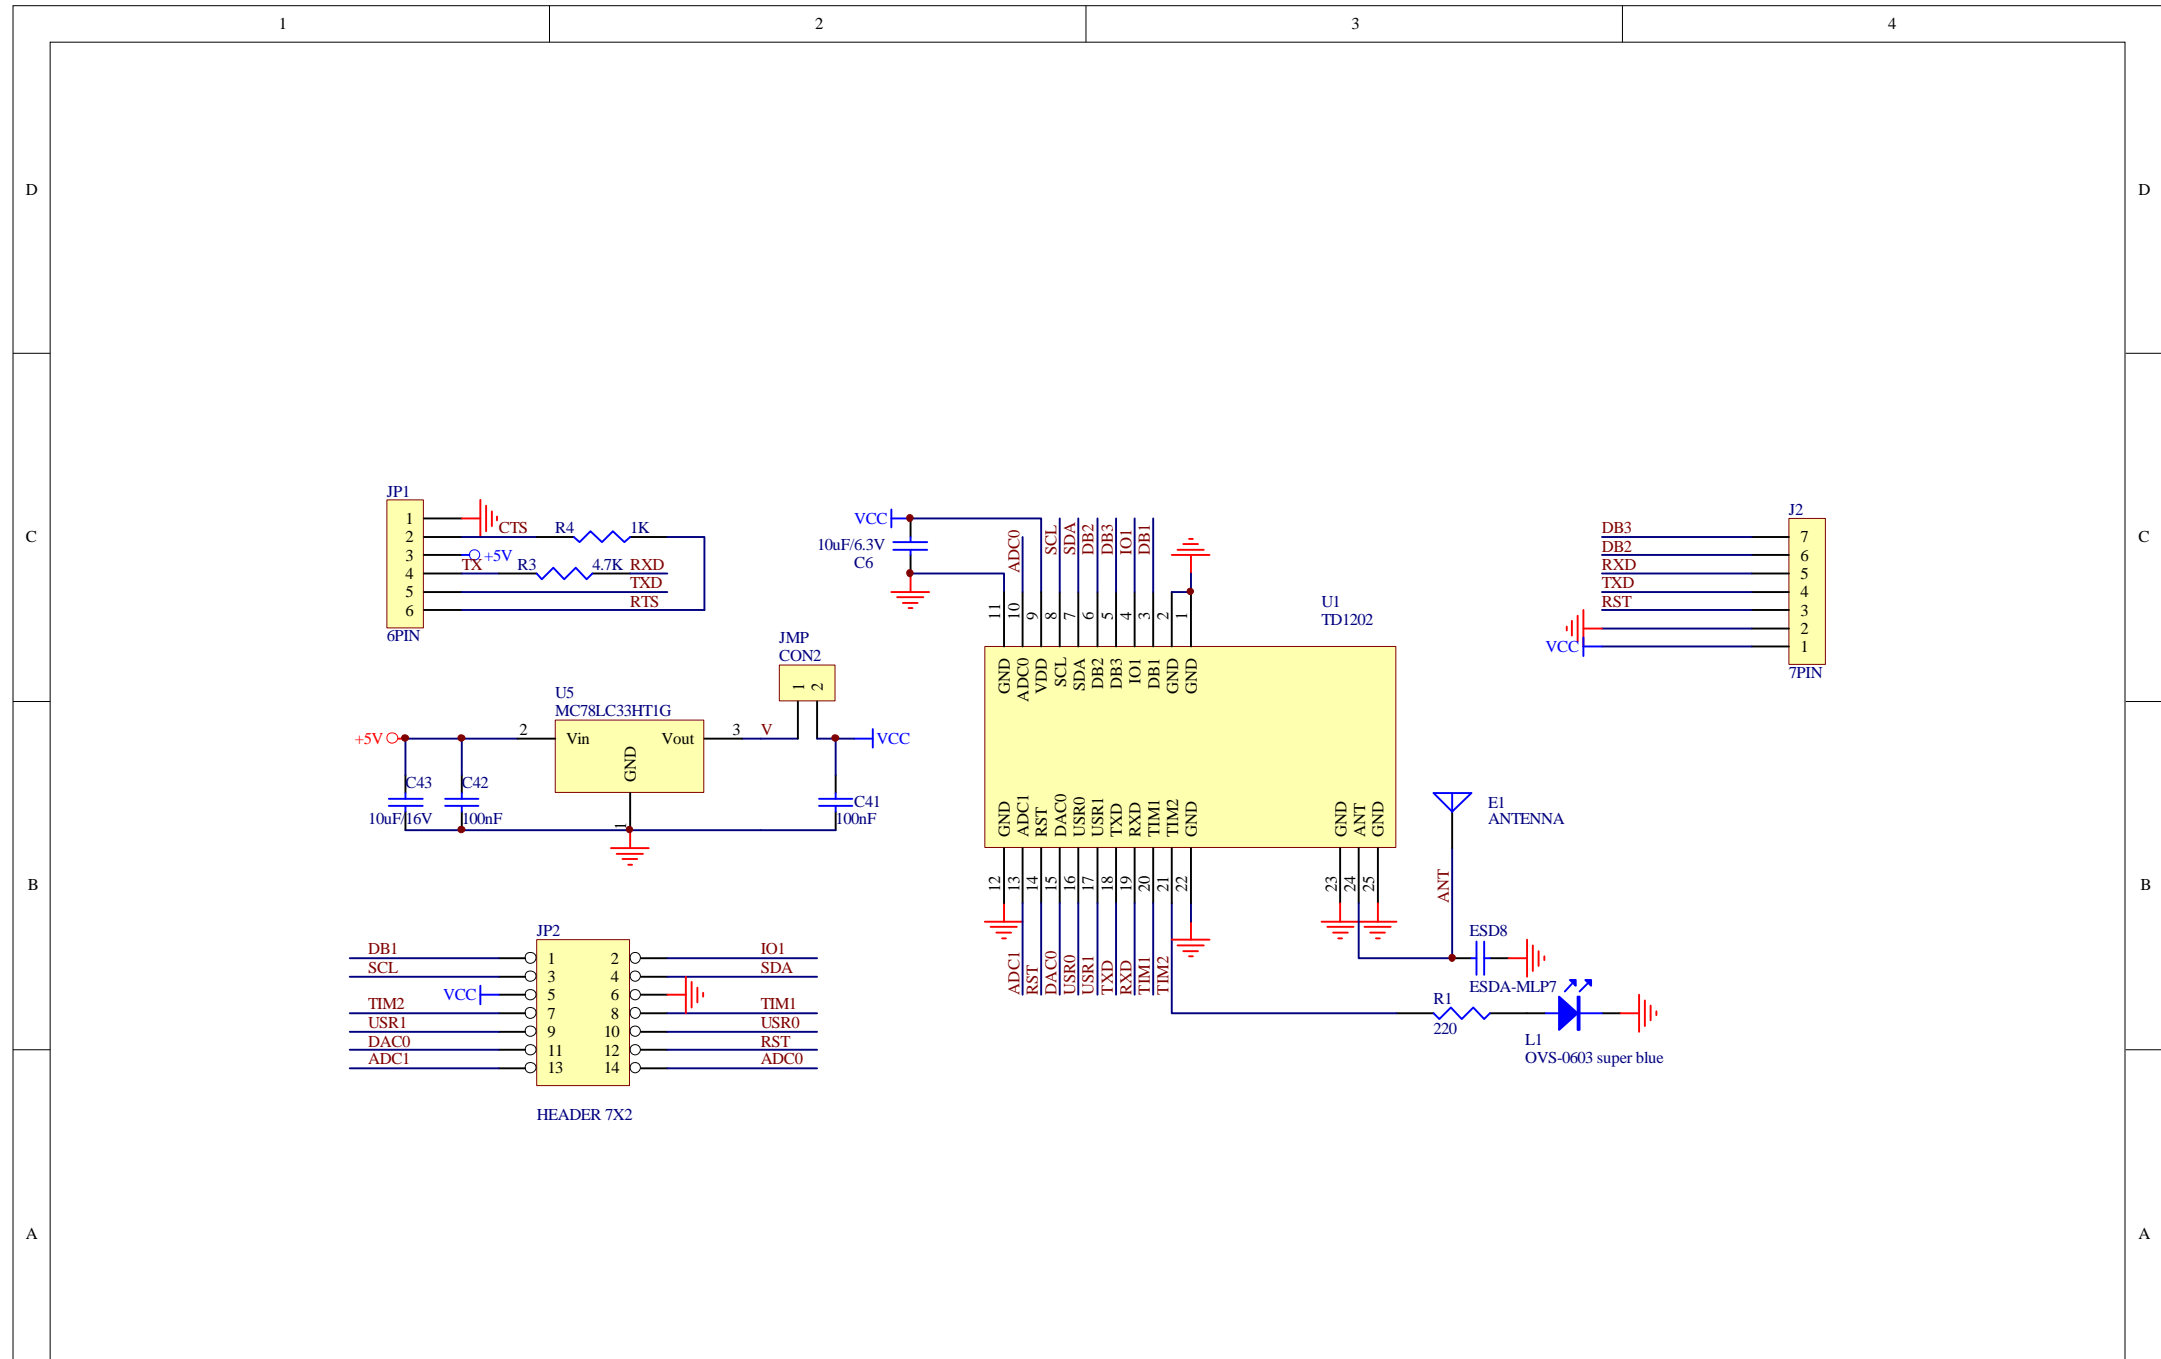 1 2 3 4
D D
C C
B B
A A
JP1
1
2
3
4
5
6
6PIN
CTS
R4 1K
+5V
TX R3 4.7K RXD
TXD
RTS
VCC
10uF/6.3V
C6
ADC0
SCL
SDA
DB2
DB3
IO1
DB1
11 10 9 8 7 6 5 4 3 2 1
U1
TD1202
GND ADC0 VDD SCL SDA DB2 DB3 IO1 DB1 GND GND
GND ADC1 RST DAC0 USR0 USR1 TXD RXD TIM1 TIM2 GND
GND ANT GND
12 13 14 15 16 17 18 19 20 21 22
23 24 25
ADC1
RST
DAC0
USR0
USR1
TXD
RXD
TIM1
TIM2
J2
DB3 7
DB2 6
RXD 5
TXD 4
RST 3
2
VCC 1
7PIN
JMP
CON2
1 2
U5
MC78LC33HT1G
+5V 2 Vin Vout 3 V VCC
GND
1
C43
10uF/16V
C42
100nF
C41
100nF
E1
ANTENNA
ANT
ESD8
ESDA-MLP7
R1
220
L1
OVS-0603 super blue
JP2
DB1 1 2 IO1
SCL 3 4 SDA
VCC 5 6
TIM2 7 8 TIM1
USR1 9 10 USR0
DAC0 11 12 RST
ADC1 13 14 ADC0
HEADER 7X2